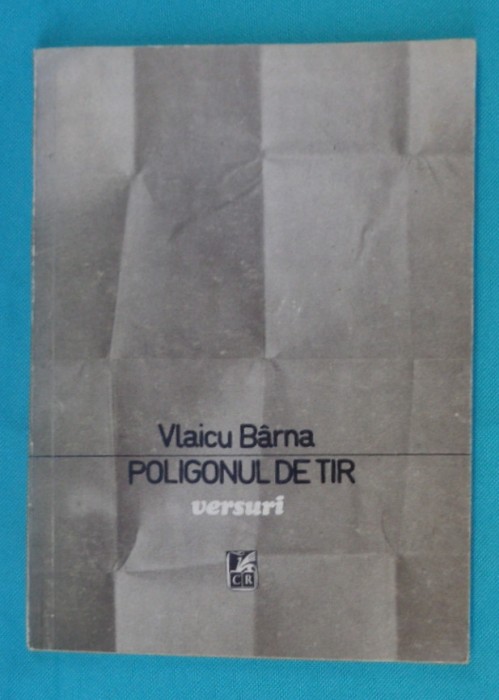 Vlaicu Bârna
POLIGONUL DE TIR
versuri
CR